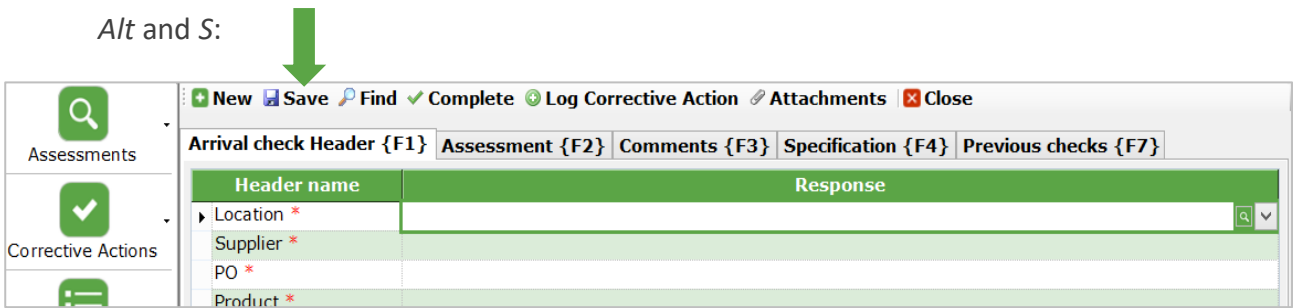 Alt and S:
New Save Find Complete Log Corrective Action Attachments Close
Arrival check Header {F1} Assessment {F2} Comments {F3} Specification {F4} Previous checks {F7}
Assessments
Header name Response
Location *
Supplier *
Corrective Actions
PO *
Product *